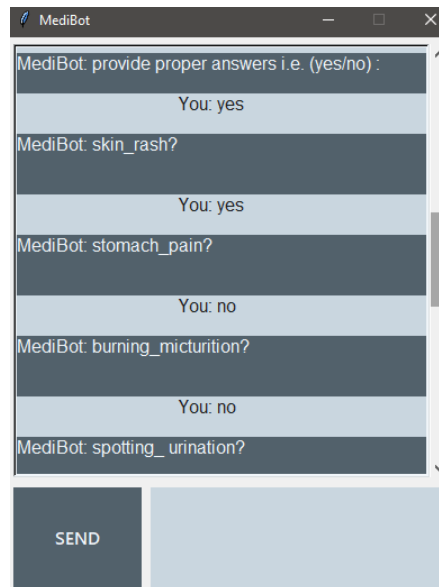 MediBot
MediBot: provide proper answers i.e. (yes/no) :
You: yes
MediBot: skin_rash?
You: yes
MediBot: stomach_pain?
You: no
MediBot: burning_micturition?
You: no
MediBot: spotting_ urination?
SEND